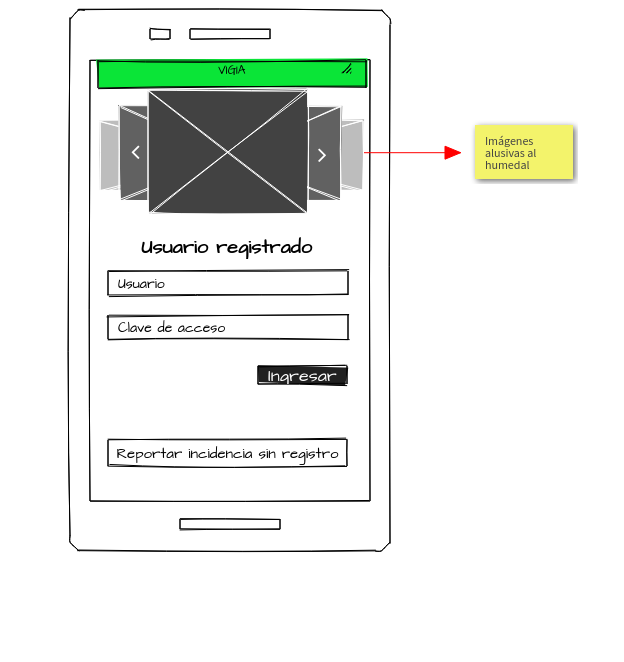 VIGIA
Imágenes
alusivas al
humedal
Usuario registrado
Usuario
Clave de acceso
Ingresar
Reportar incidencia sin registro